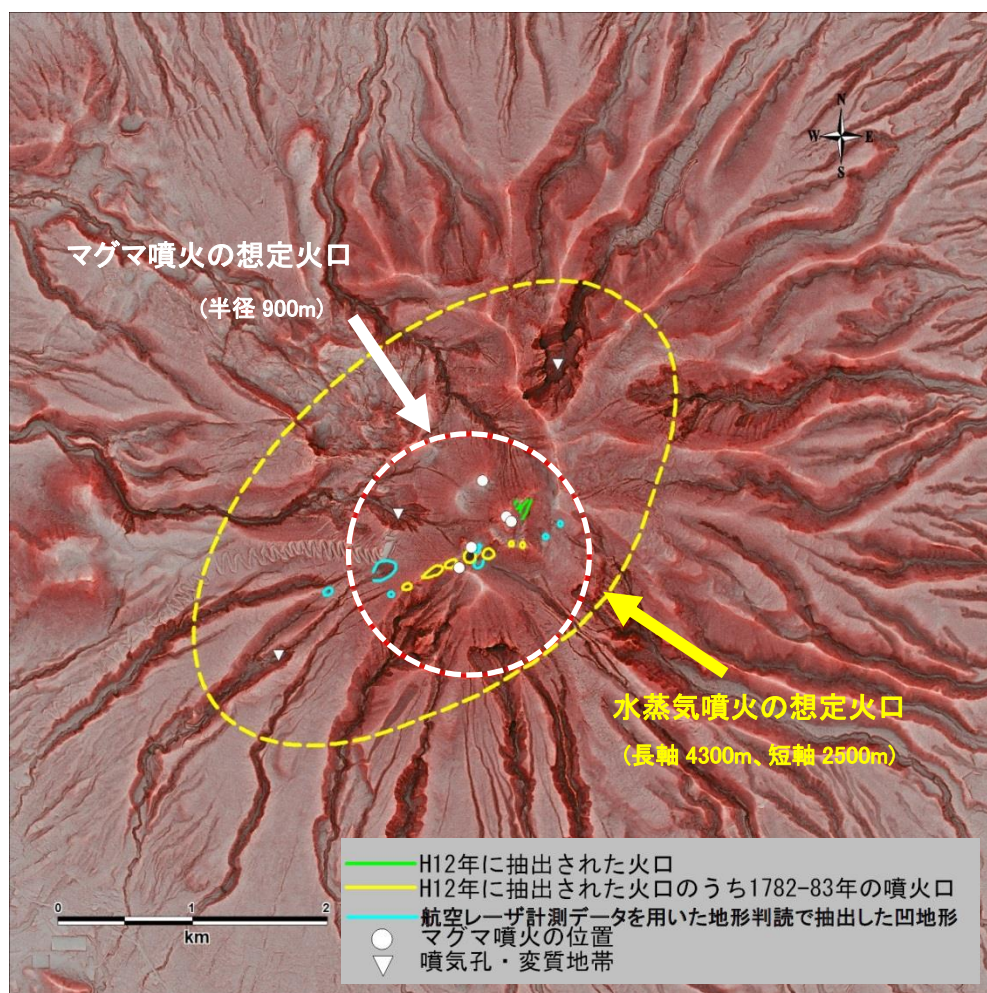 N
W E
S
マグマ噴火の想定火口
(半径 900m)
水蒸気噴火の想定火口
(長軸 4300m、短軸 2500m)
H12年に抽出された火口
H12年に抽出された火口のうち1782-83年の噴火口
航空レーザ計測データを用いた地形判読で抽出した凹地形
マグマ噴火の位置
噴気孔・変質地帯
0 1 2
km